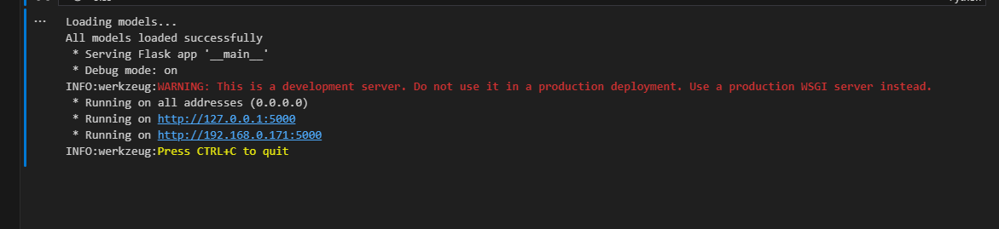 ...
Loading models...
All models loaded successfully
 * Serving Flask app '__main__'
 * Debug mode: on
INFO:werkzeug:WARNING: This is a development server. Do not use it in a production deployment. Use a production WSGI server instead.
 * Running on all addresses (0.0.0.0)
 * Running on http://127.0.0.1:5000
 * Running on http://192.168.0.171:5000
INFO:werkzeug:Press CTRL+C to quit